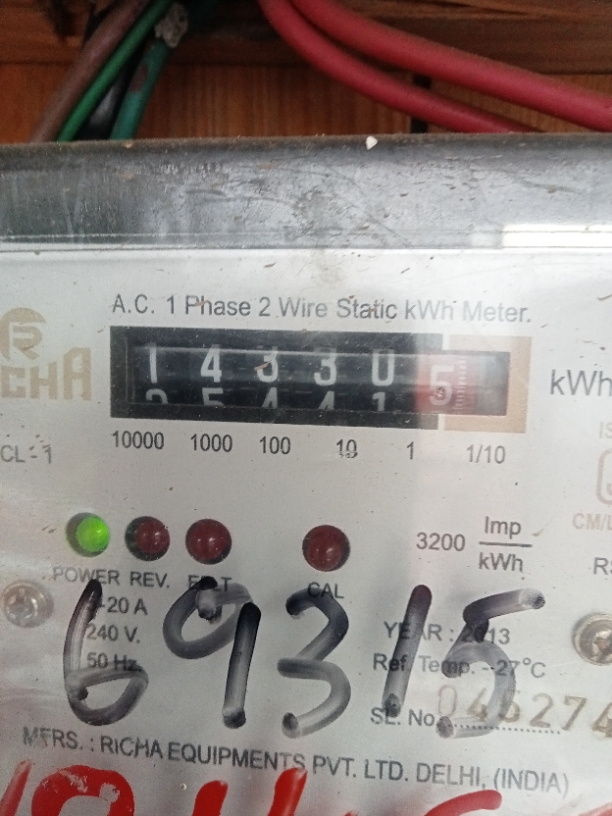 A.C. 1 Phase 2 Wire Static kWh Meter.
RICHA
1 4 3 3 0 5
kWh
10000 1000 100 10 1 1/10
CL-1
3200 Imp/kWh
POWER REV. CAL
-20 A
240 V.
50 Hz
69315
YEAR : 2013
Ref. Temp. -27°C
SL. No. 046274
MFRS. : RICHA EQUIPMENTS PVT. LTD. DELHI, (INDIA)